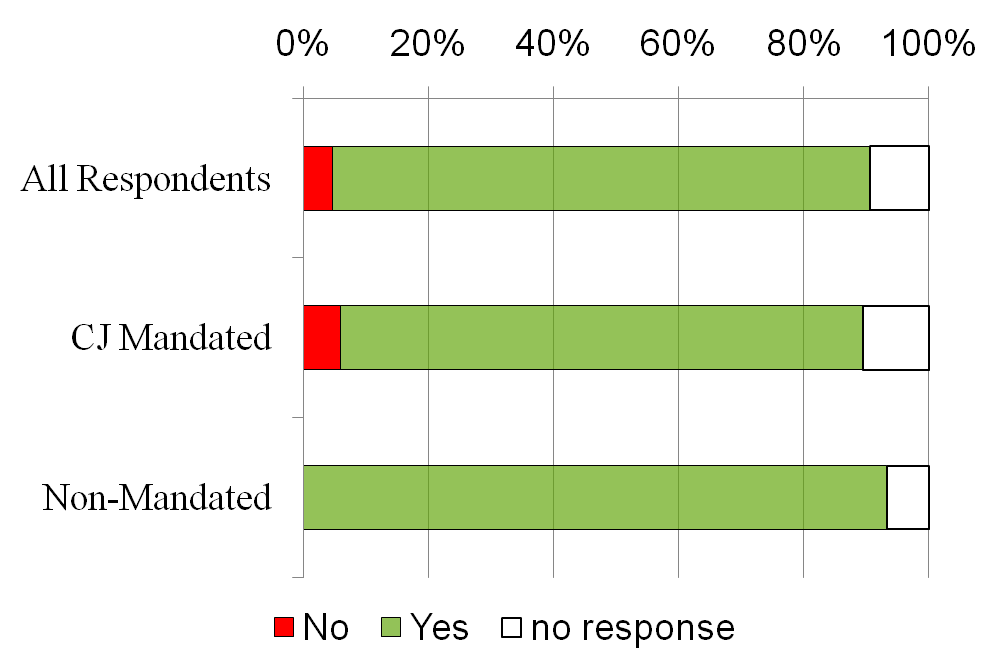 0% 20% 40% 60% 80% 100%
All Respondents
CJ Mandated
Non-Mandated
No Yes no response